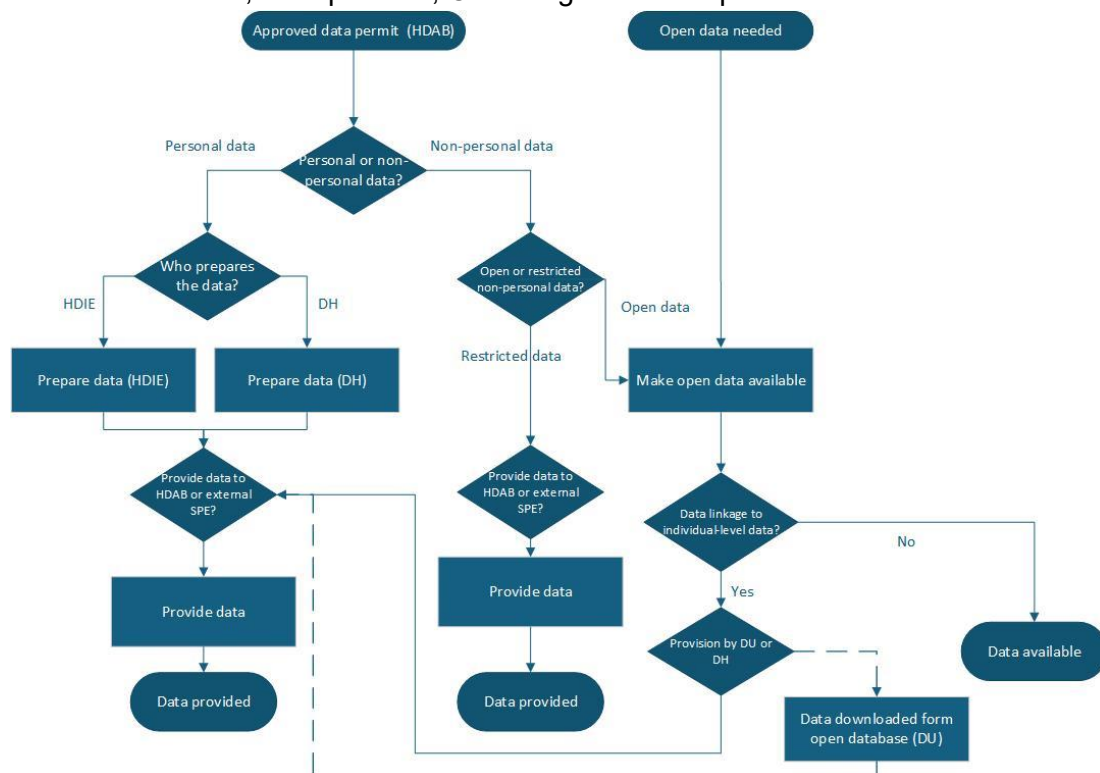 Approved data permit (HDAB)
Open data needed
Personal data
Non-personal data
Personal or non-
personal data?
Who prepares
the data?
Open or restricted
non-personal data?
HDIE
DH
Open data
Restricted data
Prepare data (HDIE)
Prepare data (DH)
Make open data available
Provide data to
HDAB or external
SPE?
Provide data to
HDAB or external
SPE?
Data linkage to
individual-level data?
No
Yes
Provide data
Provide data
Provision by DU or
DH
Data available
Data provided
Data provided
Data downloaded form
open database (DU)